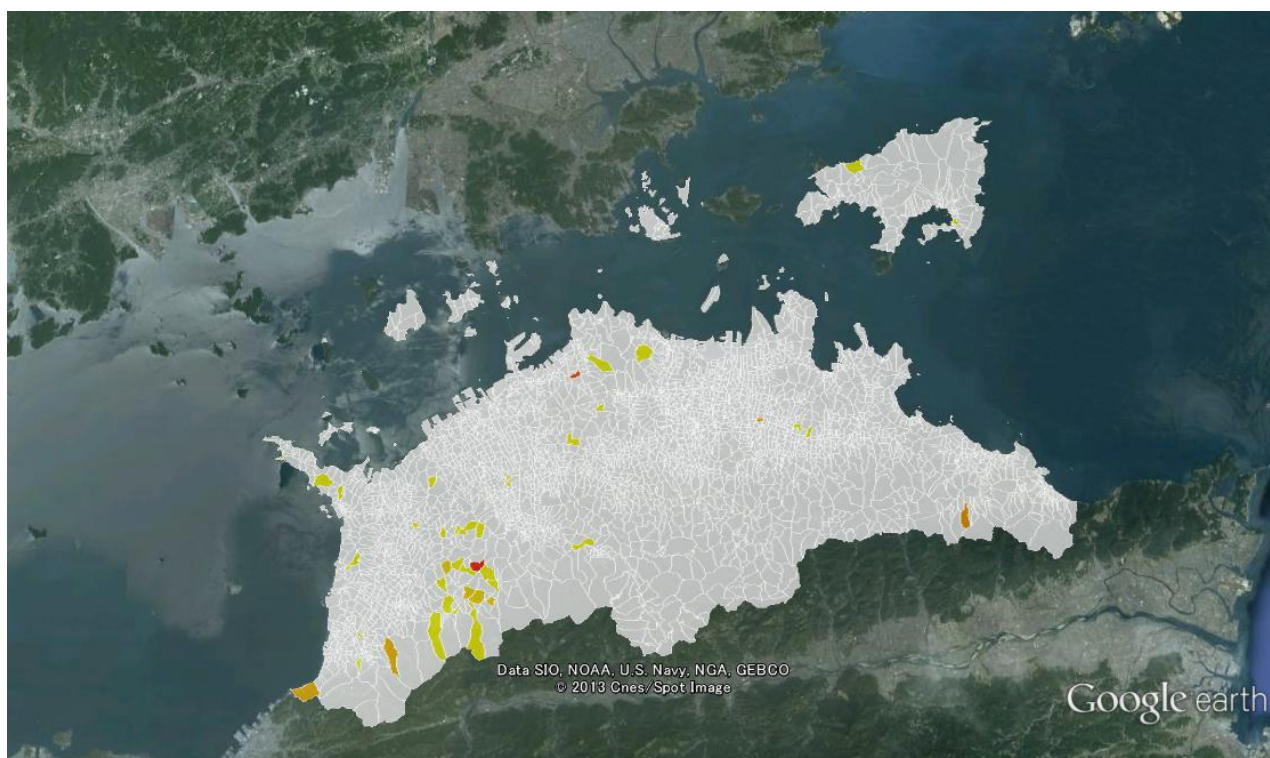 Data SIO, NOAA, U.S. Navy, NGA, GEBCO
© 2013 Cnes/Spot Image
Google earth